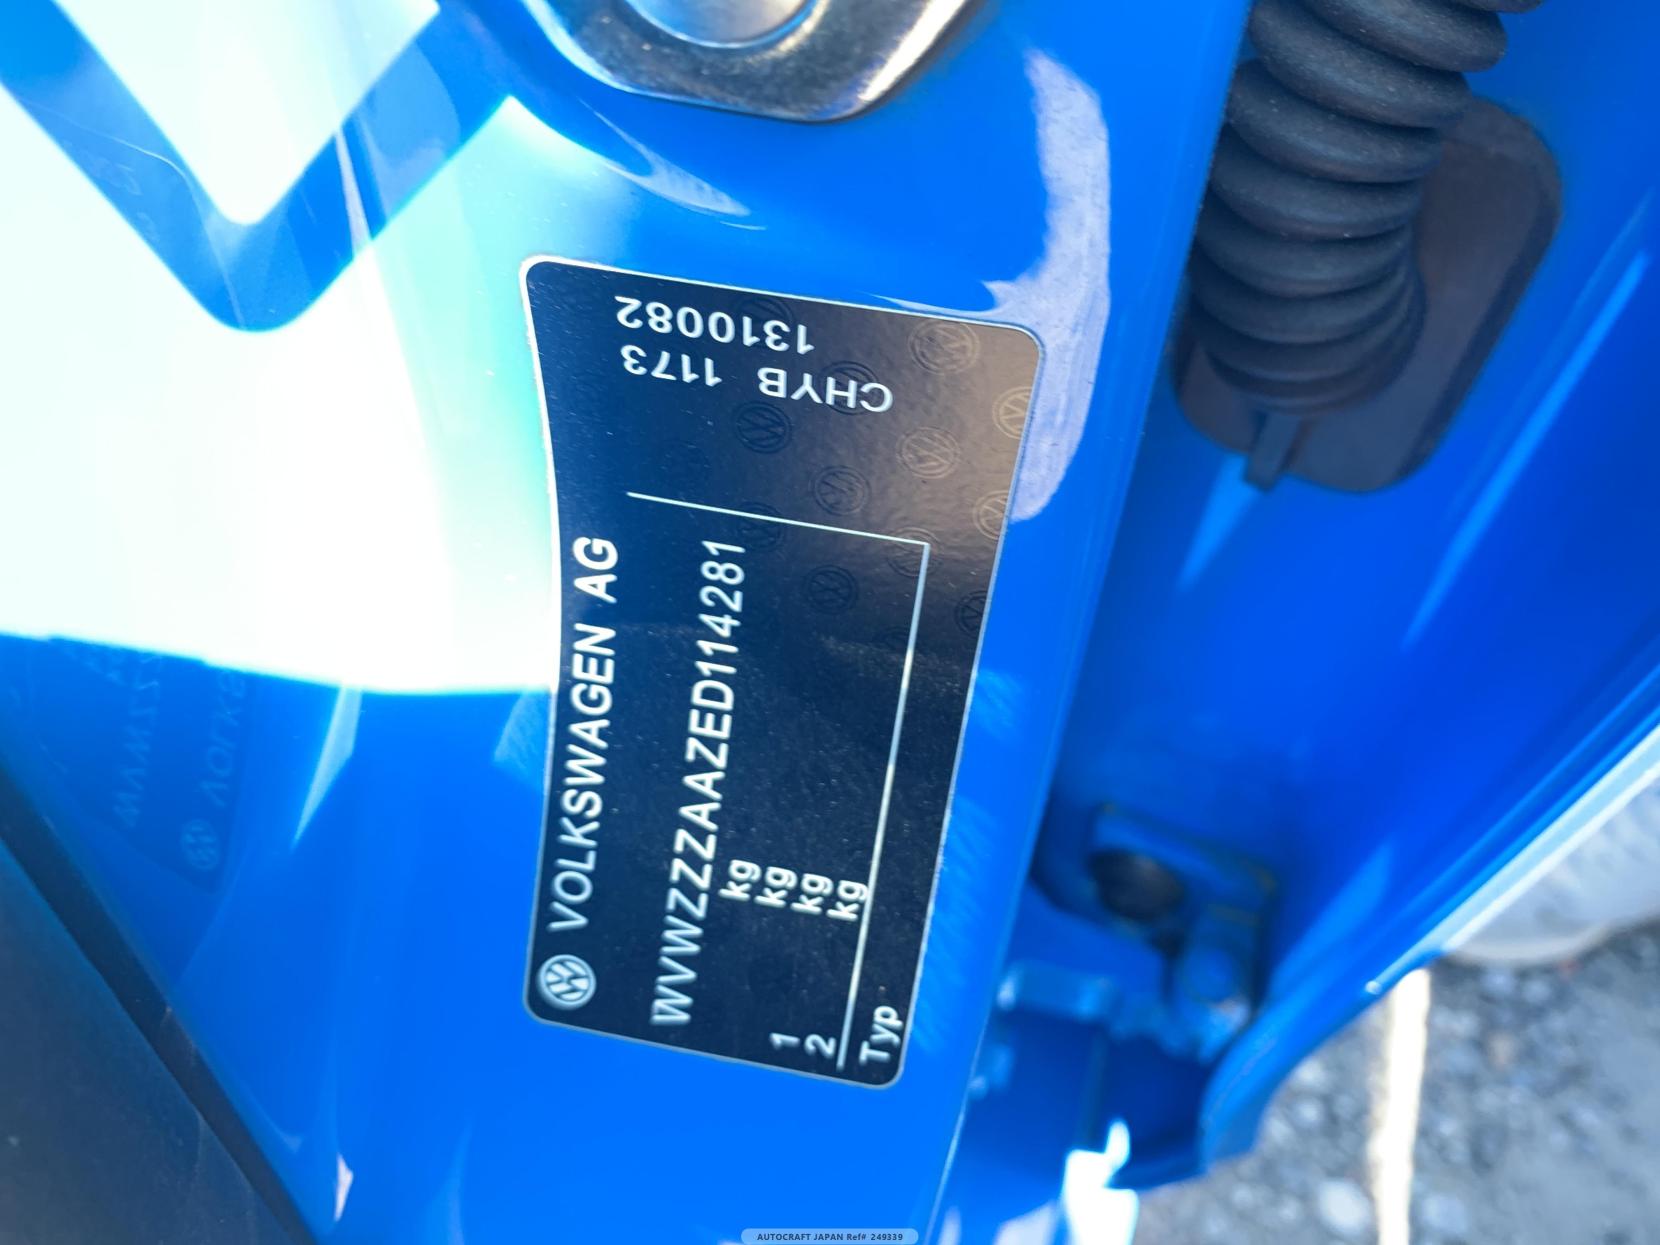 VOLKSWAGEN AG
WVWZZZAAZED114281
kg
kg
1 kg
2 kg
Typ
CHYB 1173
1310082
AUTOCRAFT JAPAN Ref# 249339